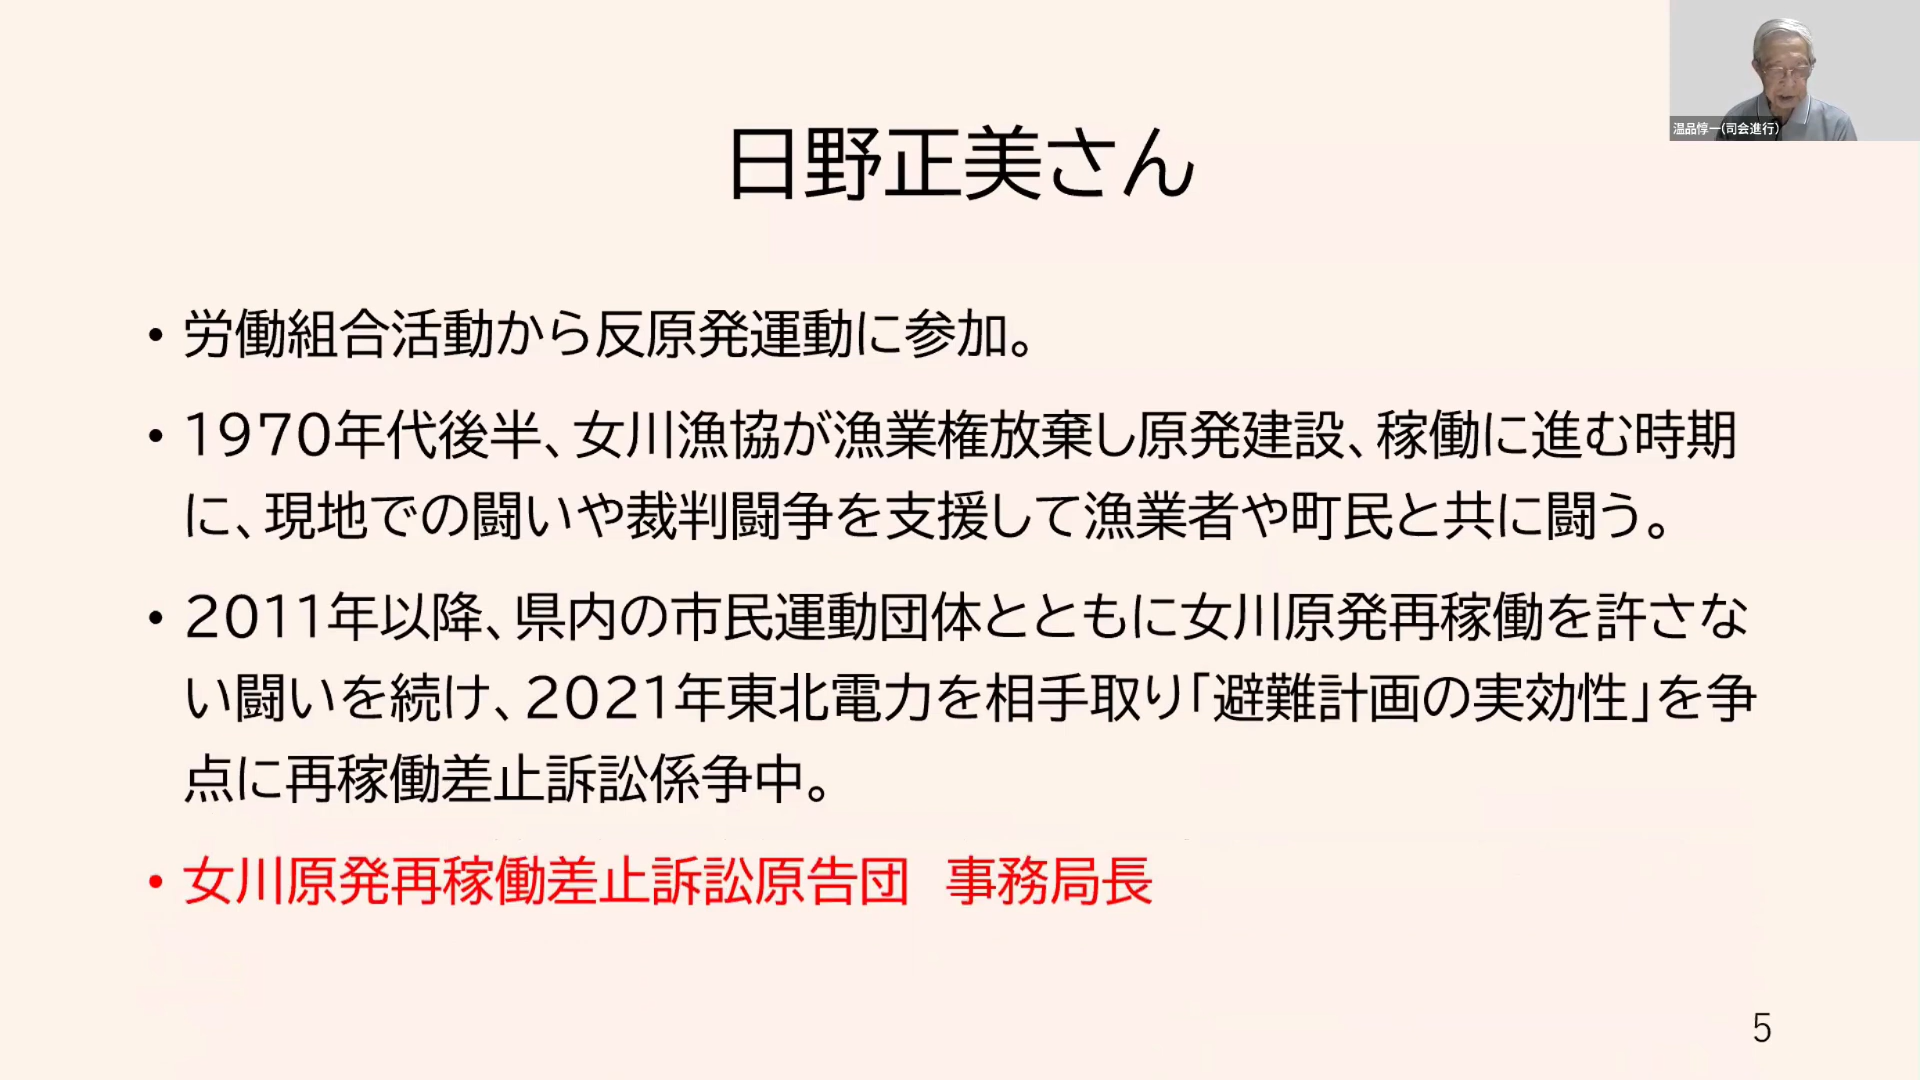 日野正美さん
温品惇一(司会進行)
• 労働組合活動から反原発運動に参加。
• 1970年代後半、女川漁協が漁業権放棄し原発建設、稼働に進む時期
に、現地での闘いや裁判闘争を支援して漁業者や町民と共に闘う。
• 2011年以降、県内の市民運動団体とともに女川原発再稼働を許さな
い闘いを続け、2021年東北電力を相手取り「避難計画の実効性」を争
点に再稼働差止訴訟係争中。
• 女川原発再稼働差止訴訟原告団　事務局長
5